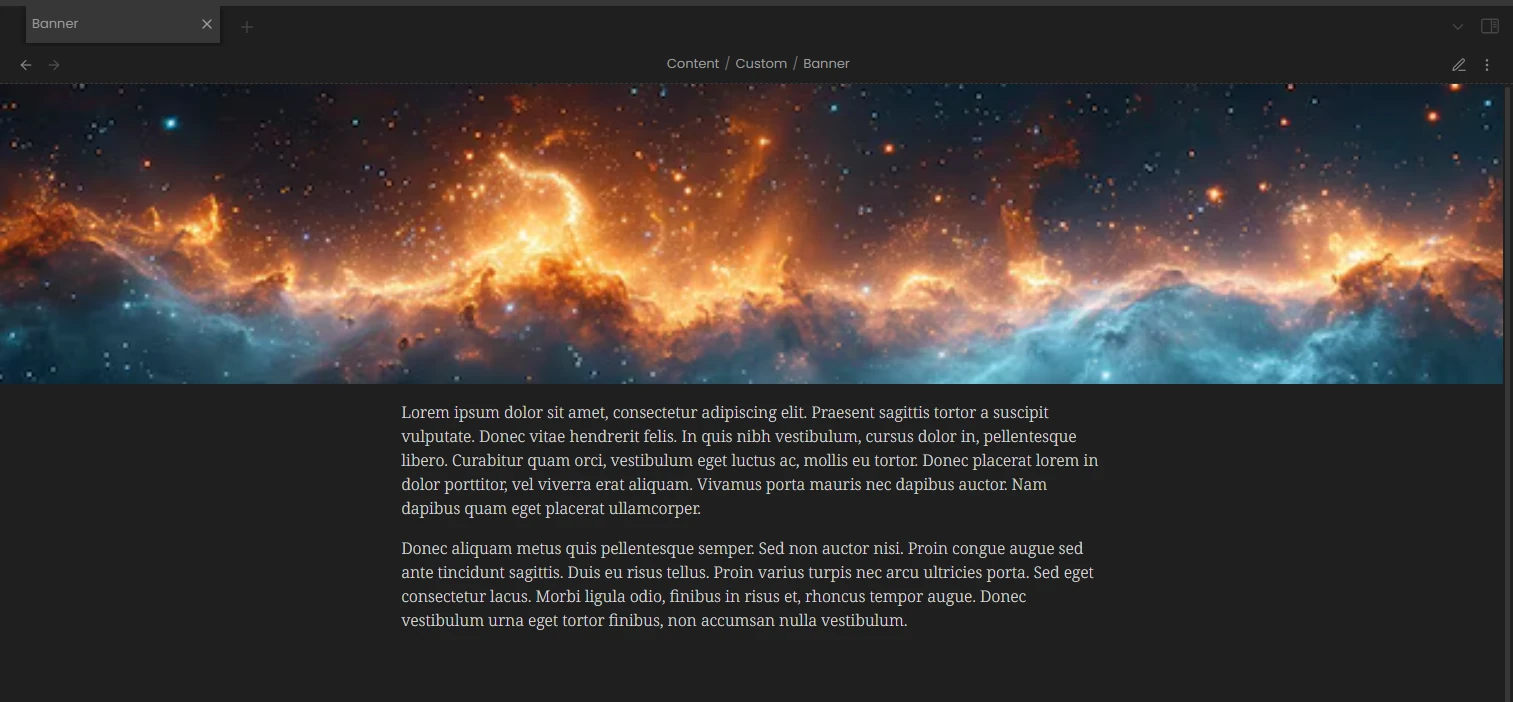 Banner
Content / Custom / Banner
Lorem ipsum dolor sit amet, consectetur adipiscing elit. Praesent sagittis tortor a suscipit
vulputate. Donec vitae hendrerit felis. In quis nibh vestibulum, cursus dolor in, pellentesque
libero. Curabitur quam orci, vestibulum eget luctus ac, mollis eu tortor. Donec placerat lorem in
dolor porttitor, vel viverra erat aliquam. Vivamus porta mauris nec dapibus auctor. Nam
dapibus quam eget placerat ullamcorper.
Donec aliquam metus quis pellentesque semper. Sed non auctor nisi. Proin congue augue sed
ante tincidunt sagittis. Duis eu risus tellus. Proin varius turpis nec arcu ultricies porta. Sed eget
consectetur lacus. Morbi ligula odio, finibus in risus et, rhoncus tempor augue. Donec
vestibulum urna eget tortor finibus, non accumsan nulla vestibulum.